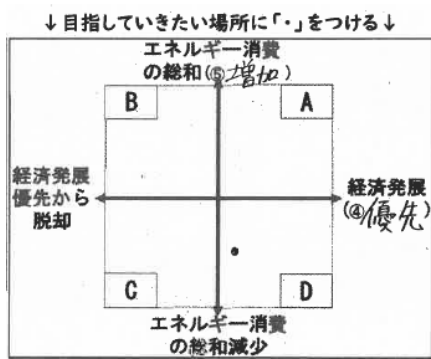 ↓目指していきたい場所に「・」をつける↓
エネルギー消費
の総和(⑤増加)
B
A
経済発展
優先から
脱却
経済発展
(④優先)
C
D
エネルギー消費
の総和減少